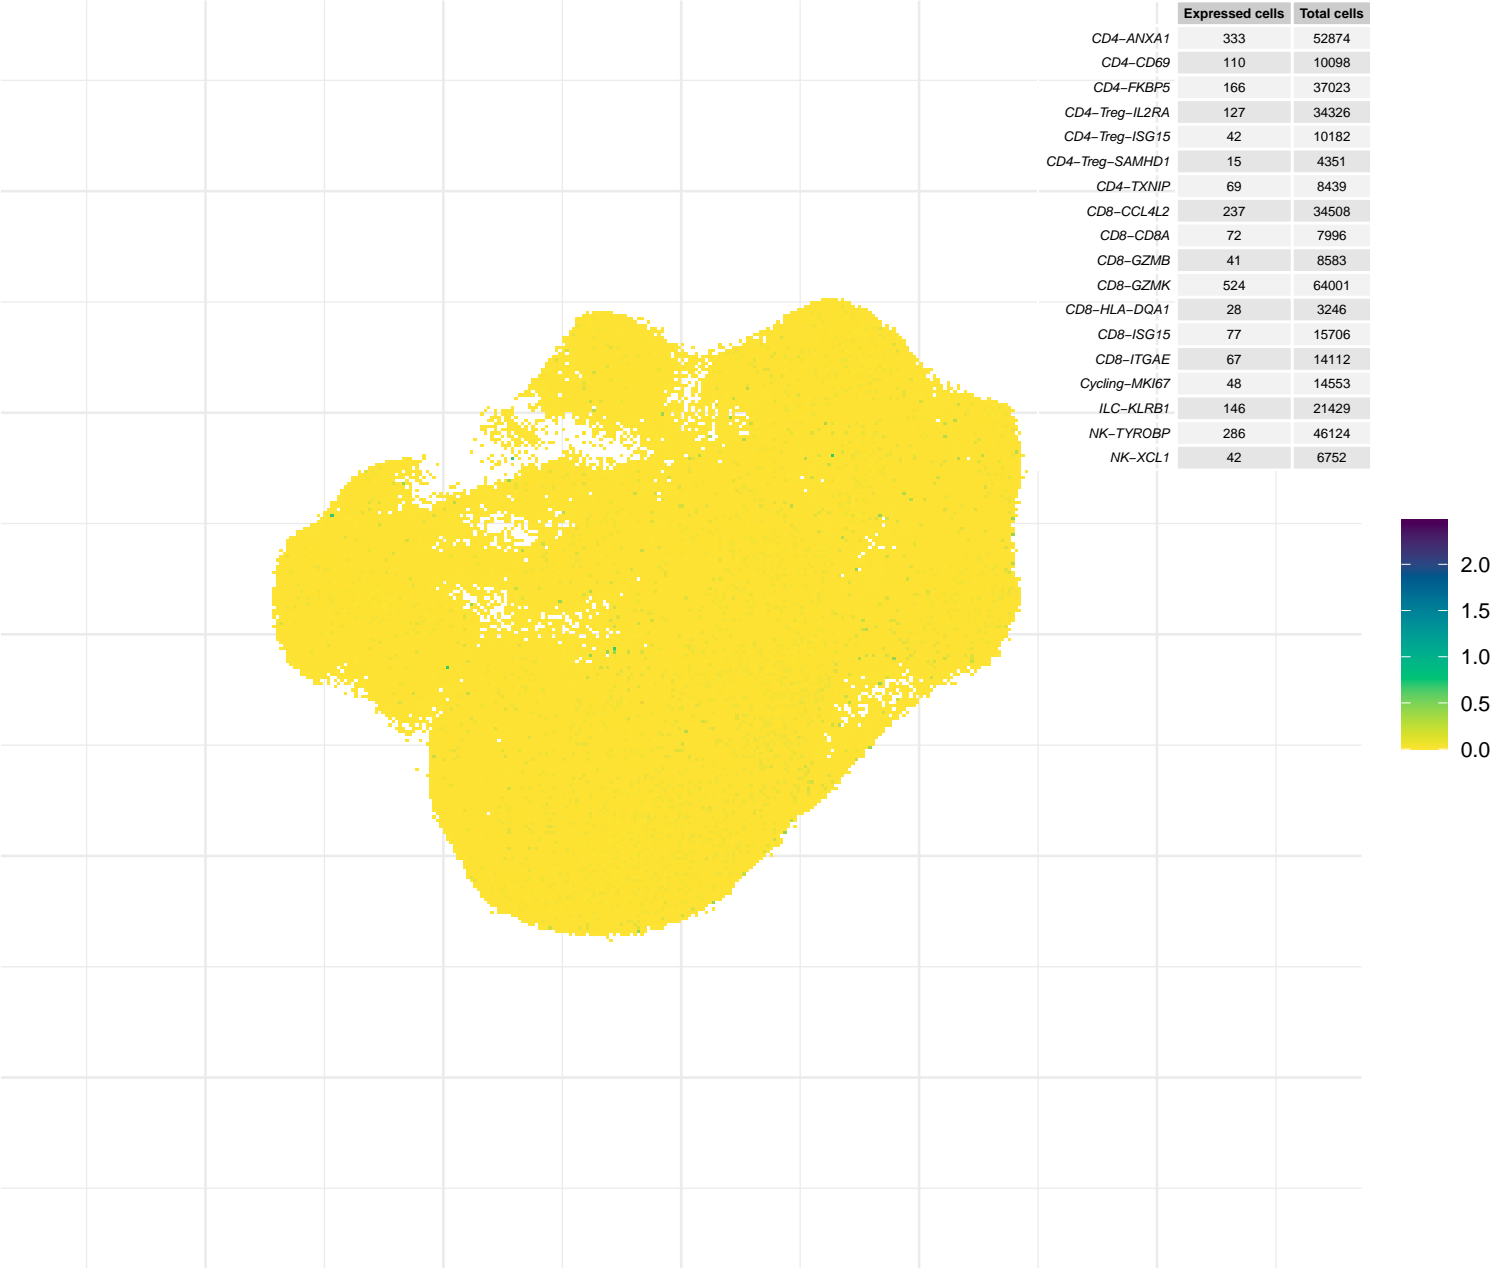 Expressed cells Total cells
CD4−ANXA1 333 52874
CD4−CD69 110 10098
CD4−FKBP5 166 37023
CD4−Treg−IL2RA 127 34326
CD4−Treg−ISG15 42 10182
CD4−Treg−SAMHD1 15 4351
CD4−TXNIP 69 8439
CD8−CCL4L2 237 34508
CD8−CD8A 72 7996
CD8−GZMB 41 8583
CD8−GZMK 524 64001
CD8−HLA−DQA1 28 3246
CD8−ISG15 77 15706
CD8−ITGAE 67 14112
Cycling−MKI67 48 14553
ILC−KLRB1 146 21429
NK−TYROBP 286 46124
NK−XCL1 42 6752
2.0
1.5
1.0
0.5
0.0